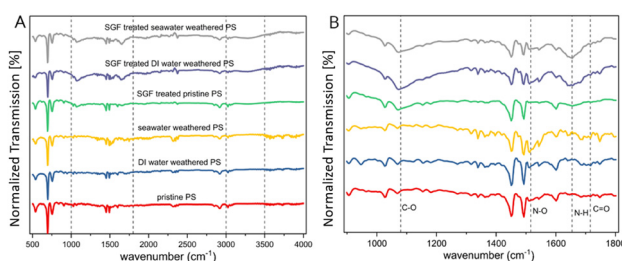 A
Normalized Transmission [%]
SGF treated seawater weathered PS
SGF treated DI water weathered PS
SGF treated pristine PS
seawater weathered PS
DI water weathered PS
pristine PS
500 1000 1500 2000 2500 3000 3500 4000
wavenumber (cm⁻¹)
B
Normalized Transmission [%]
C-O
N-O
N-H
C=O
1000 1200 1400 1600 1800
wavenumber (cm⁻¹)